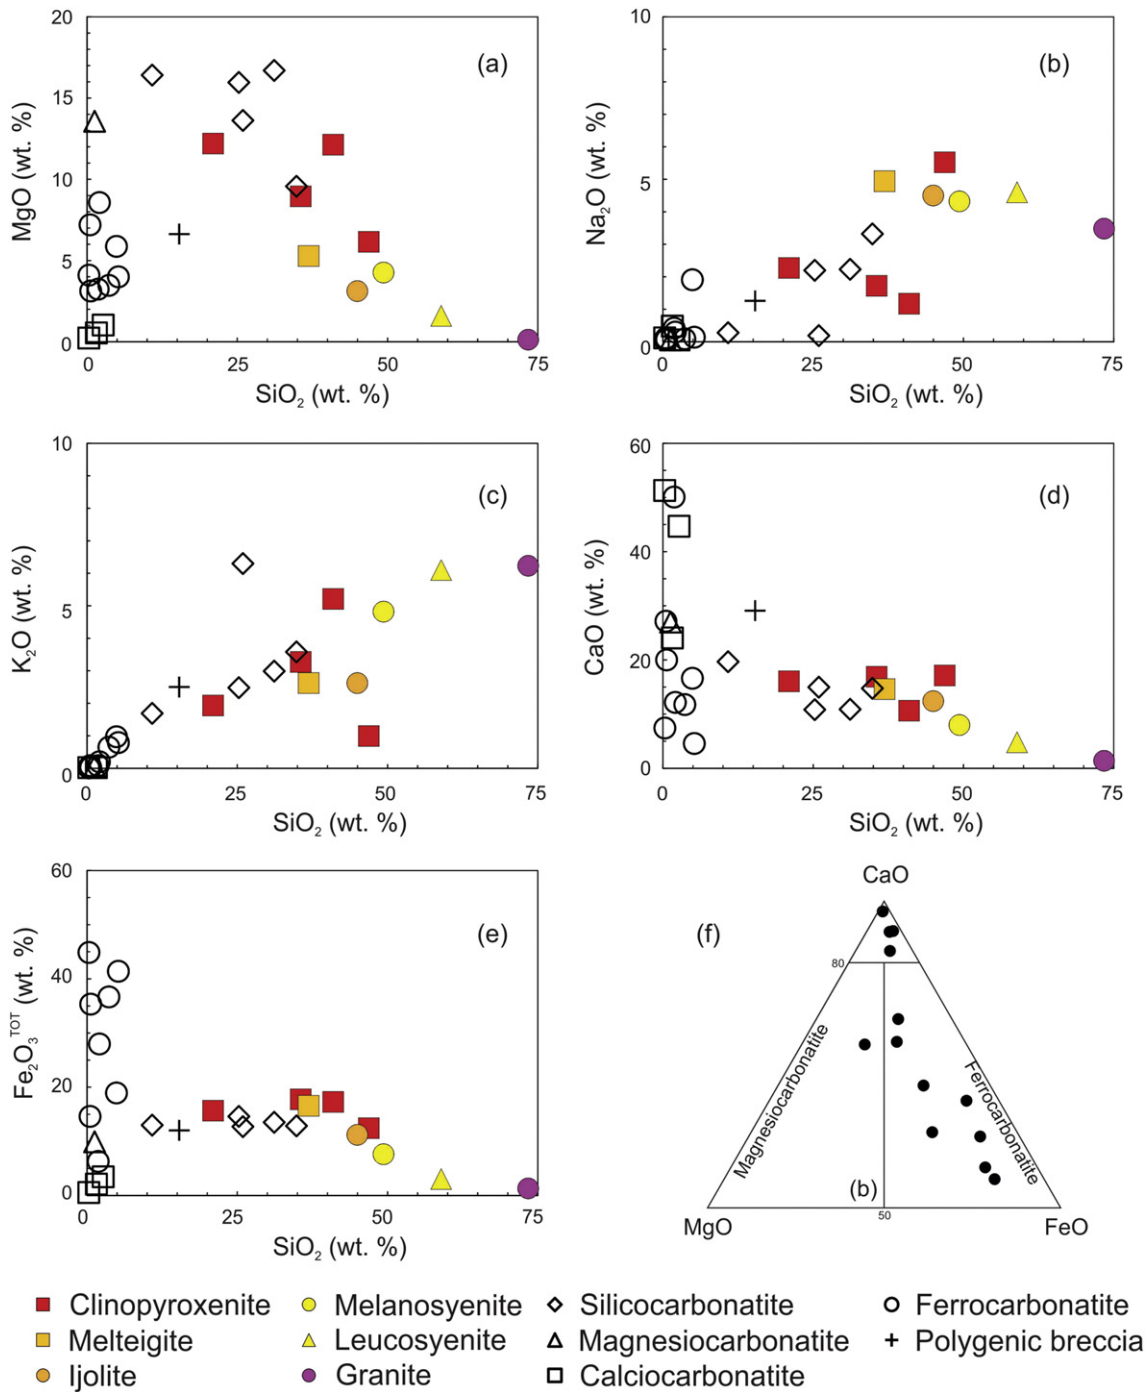 20
(a)
15
MgO (wt. %)
10
5
0
0
25
50
75
SiO₂ (wt. %)
10
(b)
Na₂O (wt. %)
5
0
0
25
50
75
SiO₂ (wt. %)
10
(c)
K₂O (wt. %)
5
0
0
25
50
75
SiO₂ (wt. %)
60
(d)
40
CaO (wt. %)
20
0
0
25
50
75
SiO₂ (wt. %)
60
(e)
40
Fe₂O₃ᵀᴼᵀ (wt. %)
20
0
0
25
50
75
SiO₂ (wt. %)
CaO
(f)
80
Magnesiocarbonatite
Ferrocarbonatite
(b)
50
MgO
FeO
Clinopyroxenite
Melanosyenite
Silicocarbonatite
Ferrocarbonatite
Melteigite
Leucosyenite
Magnesiocarbonatite
Polygenic breccia
Ijolite
Granite
Calciocarbonatite